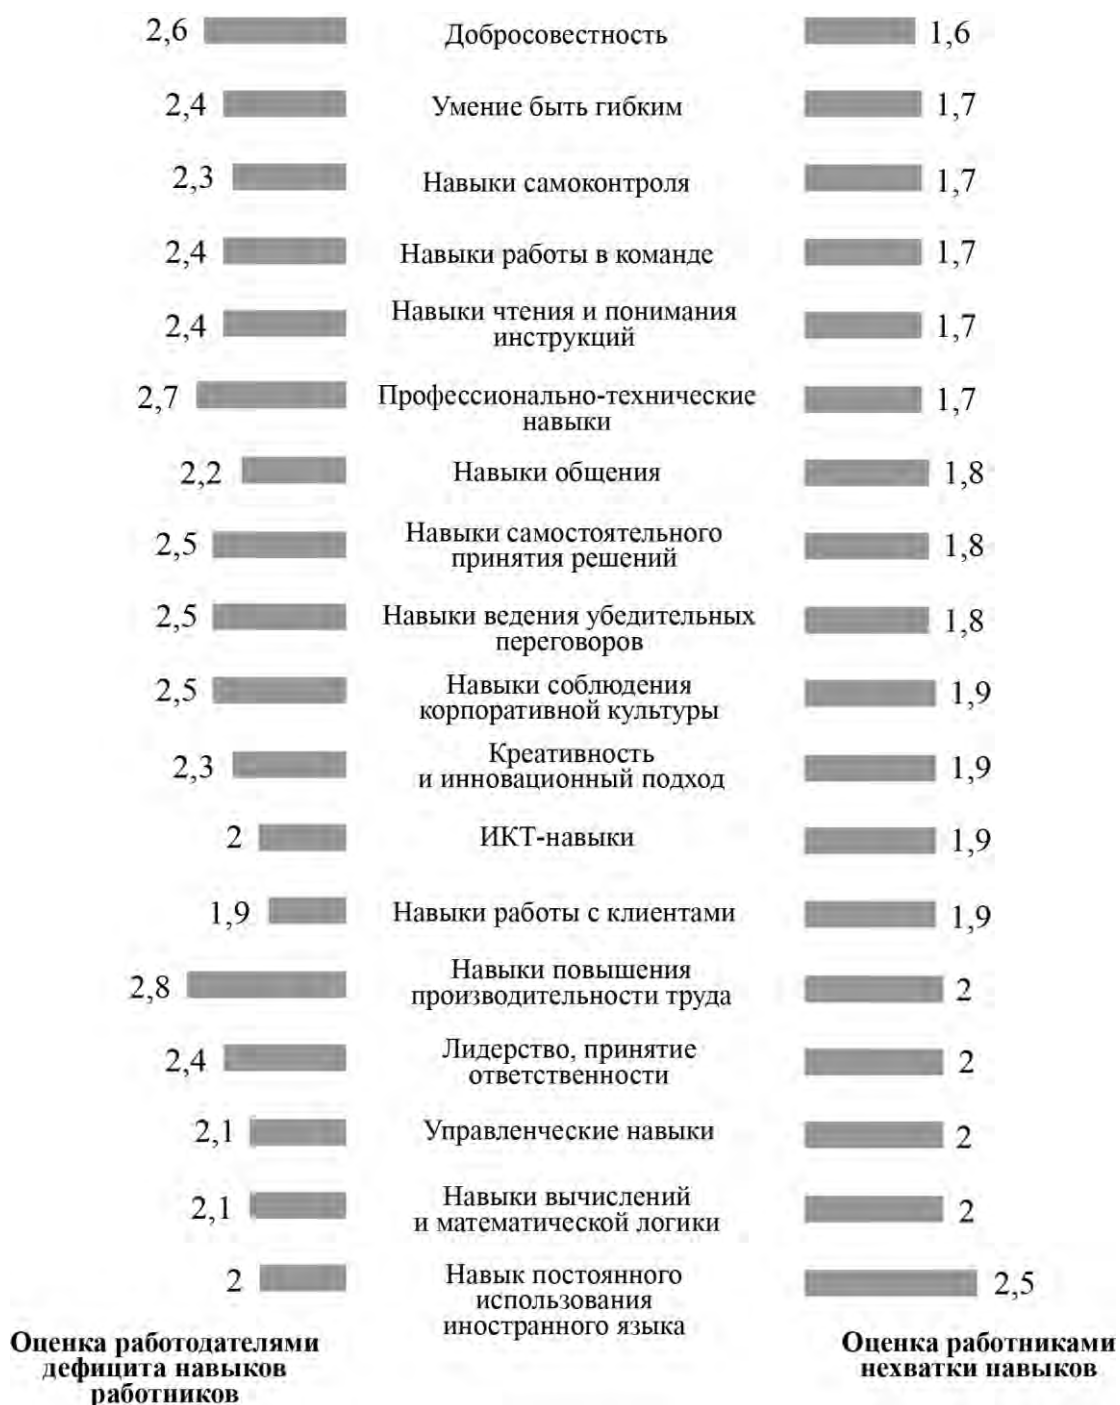 2,6 Добросовестность 1,6
2,4 Умение быть гибким 1,7
2,3 Навыки самоконтроля 1,7
2,4 Навыки работы в команде 1,7
Навыки чтения и понимания
2,4 инструкций 1,7
2,7 Профессионально-технические 1,7
навыки
2,2 Навыки общения 1,8
Навыки самостоятельного
2,5 принятия решений 1,8
2,5 Навыки ведения убедительных 1,8
переговоров
2,5 Навыки соблюдения 1,9
корпоративной культуры
Креативность
2,3 и инновационный подход 1,9
2 ИКТ-навыки 1,9
1,9 Навыки работы с клиентами 1,9
Навыки повышения
2,8 производительности труда 2
2,4 Лидерство, принятие 2
ответственности
2,1 Управленческие навыки 2
Навыки вычислений
2,1 и математической логики 2
2 Навык постоянного 2,5
использования
иностранного языка
Оценка работодателями
дефицита навыков
работников
Оценка работниками
нехватки навыков